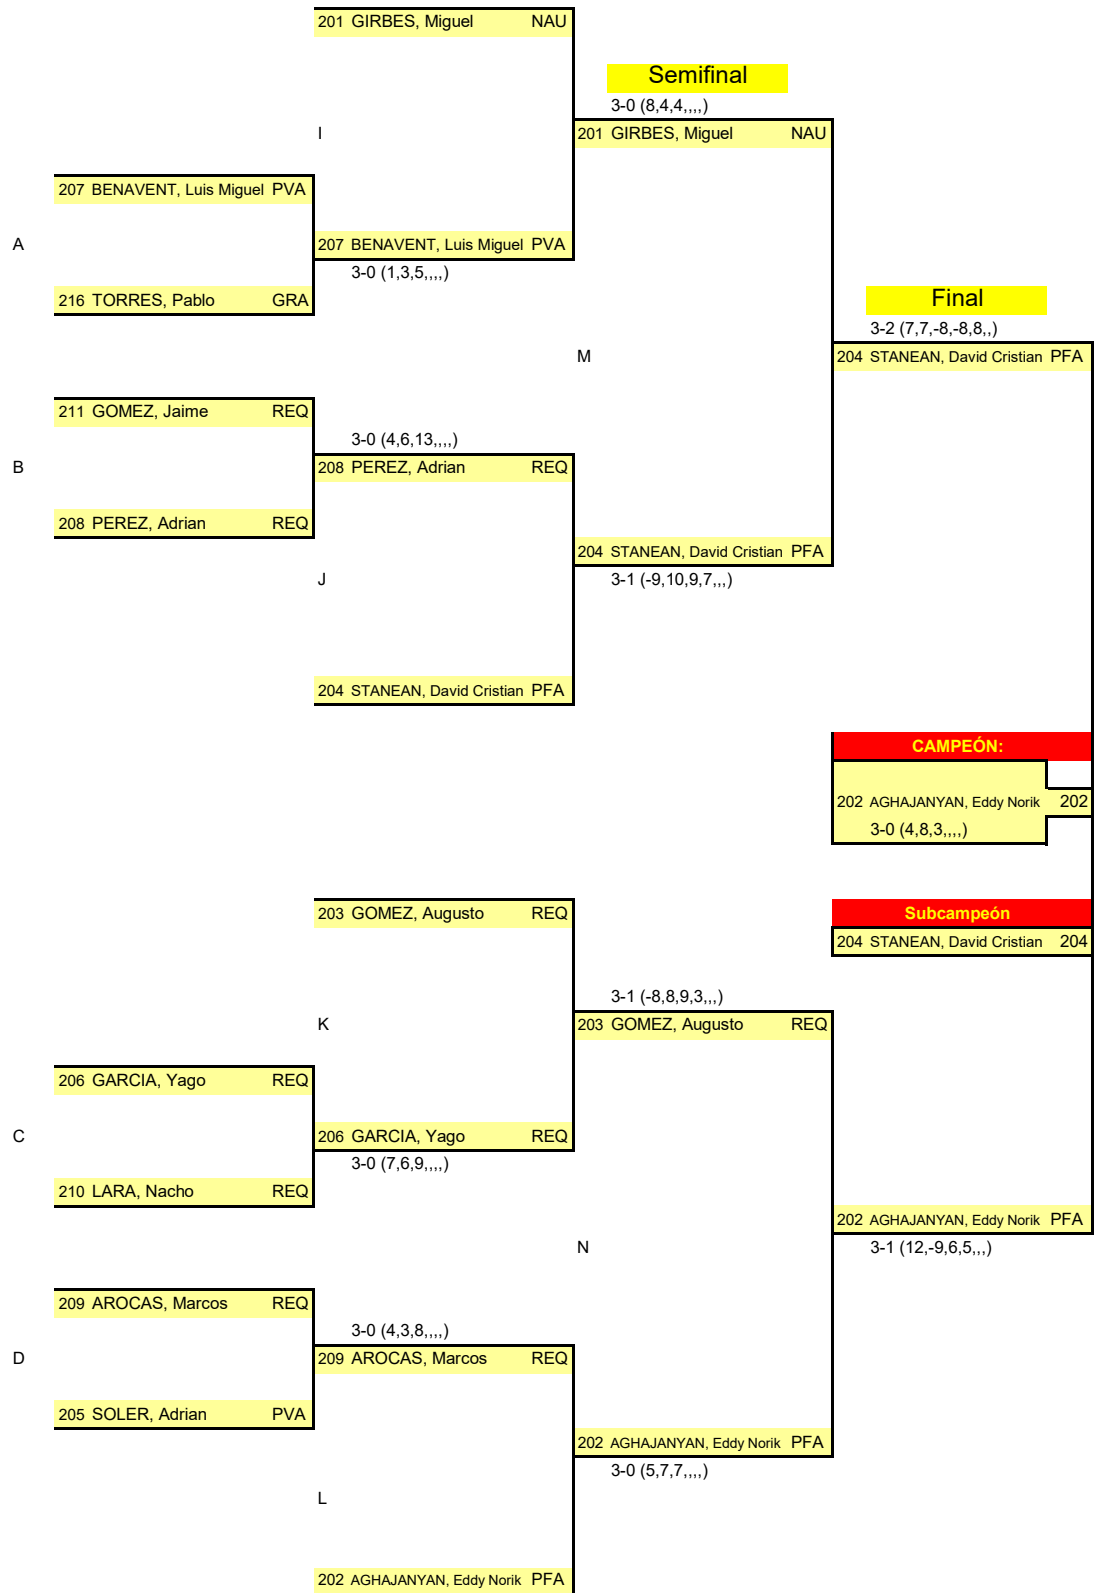 201 GIRBES, Miguel NAU
Semifinal
3-0 (8,4,4,,,,)
I
201 GIRBES, Miguel NAU
207 BENAVENT, Luis Miguel PVA
A
207 BENAVENT, Luis Miguel PVA
3-0 (1,3,5,,,,)
216 TORRES, Pablo GRA
Final
3-2 (7,7,-8,-8,8,,)
M
204 STANEAN, David Cristian PFA
211 GOMEZ, Jaime REQ
3-0 (4,6,13,,,,)
B
208 PEREZ, Adrian REQ
208 PEREZ, Adrian REQ
204 STANEAN, David Cristian PFA
J
3-1 (-9,10,9,7,,,)
204 STANEAN, David Cristian PFA
CAMPEÓN:
202 AGHAJANYAN, Eddy Norik 202
3-0 (4,8,3,,,,)
203 GOMEZ, Augusto REQ
Subcampeón
204 STANEAN, David Cristian 204
3-1 (-8,8,9,3,,,)
K
203 GOMEZ, Augusto REQ
206 GARCIA, Yago REQ
C
206 GARCIA, Yago REQ
3-0 (7,6,9,,,,)
210 LARA, Nacho REQ
202 AGHAJANYAN, Eddy Norik PFA
N
3-1 (12,-9,6,5,,,)
209 AROCAS, Marcos REQ
3-0 (4,3,8,,,,)
D
209 AROCAS, Marcos REQ
205 SOLER, Adrian PVA
202 AGHAJANYAN, Eddy Norik PFA
3-0 (5,7,7,,,,)
L
202 AGHAJANYAN, Eddy Norik PFA